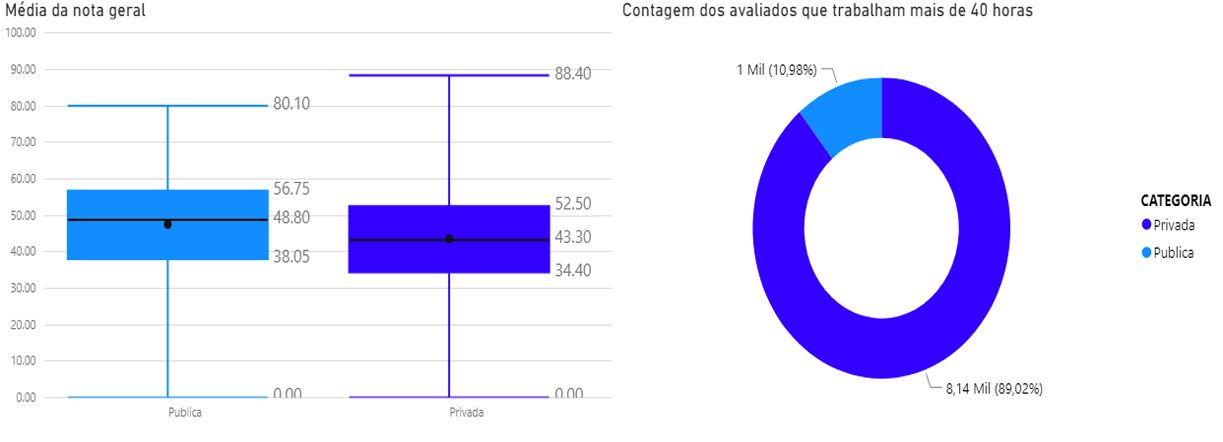 Média da nota geral
100.00
90.00
80.00
70.00
60.00
50.00
40.00
30.00
20.00
10.00
0.00
80.10
56.75
48.80
38.05
0.00
88.40
52.50
43.30
34.40
0.00
Publica
Privada
Contagem dos avaliados que trabalham mais de 40 horas
1 Mil (10,98%)
8,14 Mil (89,02%)
CATEGORIA
Privada
Publica